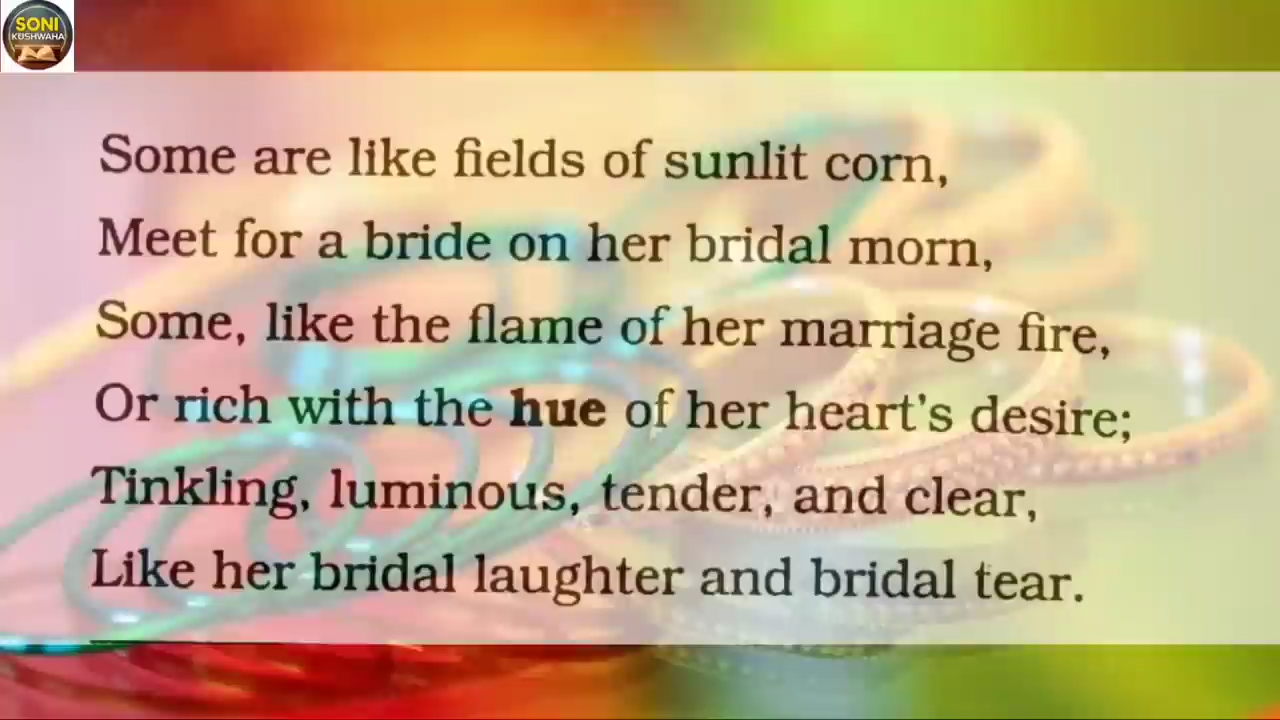 SONI
KUSHWAHA
Some are like fields of sunlit corn,
Meet for a bride on her bridal morn,
Some, like the flame of her marriage fire,
Or rich with the hue of her heart's desire;
Tinkling, luminous, tender, and clear,
Like her bridal laughter and bridal tear.